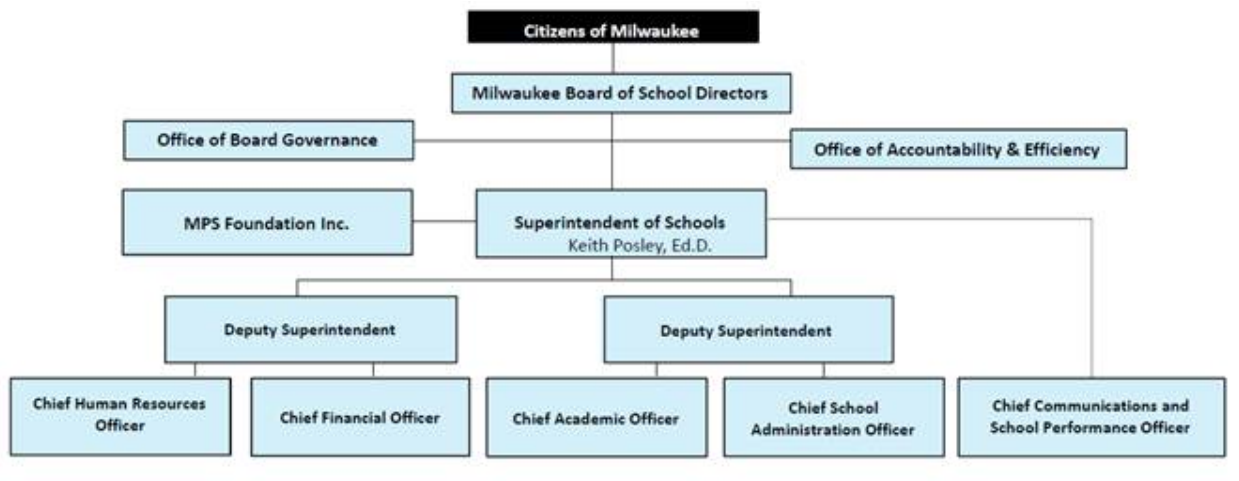 Citizens of Milwaukee
Milwaukee Board of School Directors
Office of Board Governance
Office of Accountability & Efficiency
MPS Foundation Inc.
Superintendent of Schools
Keith Posley, Ed.D.
Deputy Superintendent
Deputy Superintendent
Chief Human Resources
Officer
Chief Financial Officer
Chief Academic Officer
Chief School
Administration Officer
Chief Communications and
School Performance Officer